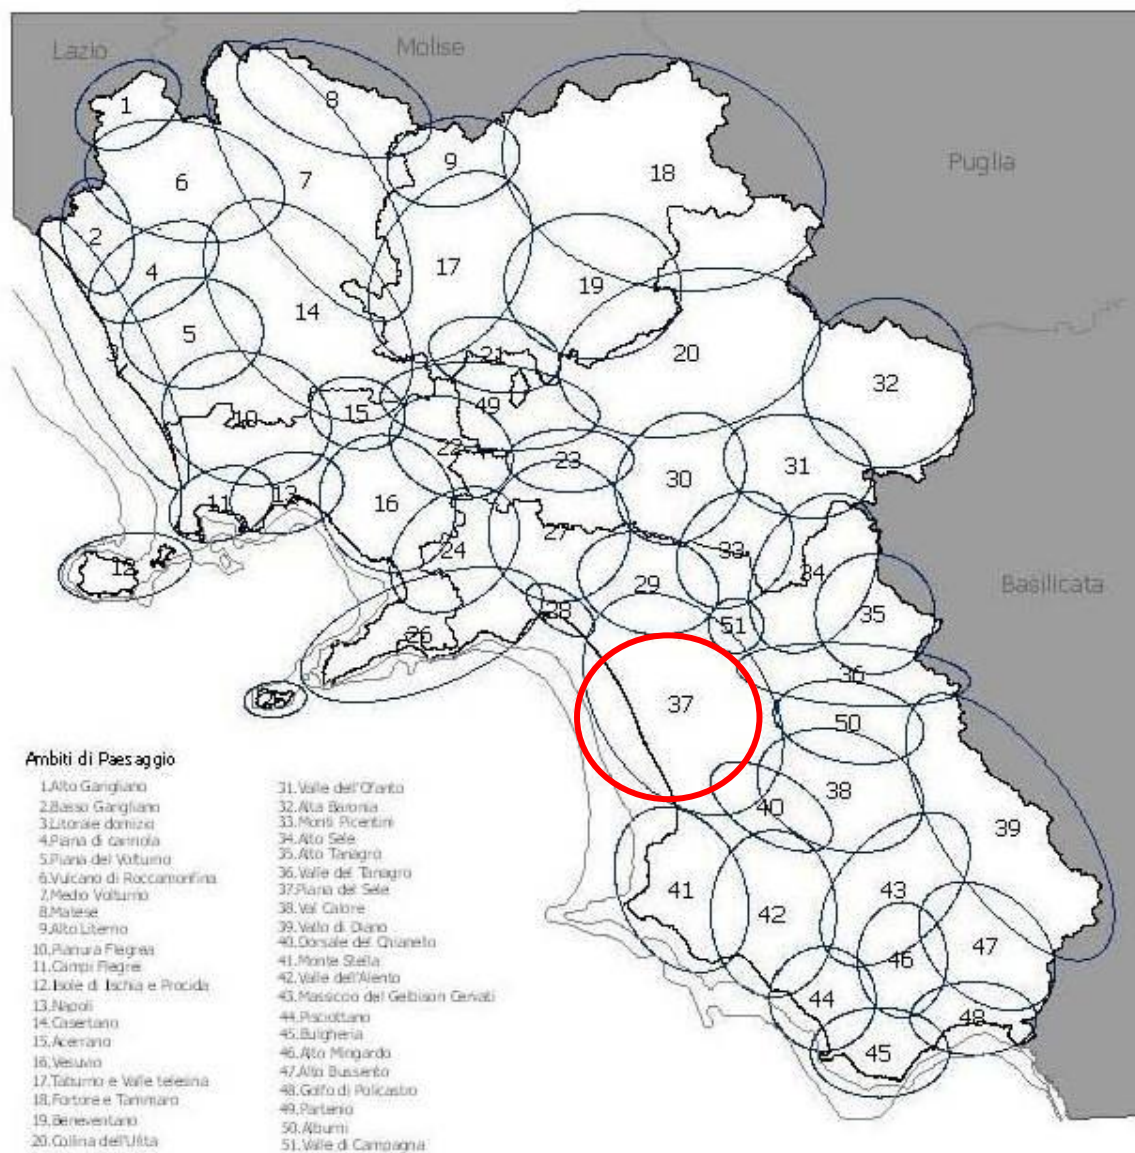 Lazio
Molise
Puglia
Basilicata
1
8
9
18
6
7
2
17
4
19
14
5
3
20
21
32
49
10
15
22
23
31
30
16
11
13
27
33
24
12
29
34
28
51
35
26
36
25
37
50
40
38
39
41
42
43
47
46
44
48
45
Ambiti di Paesaggio
1.Alto Garigliano
2.Basso Garigliano
3.Litorale domizio
4.Piana di carinola
5.Piana del Volturno
6.Vulcano di Roccamonfina
7.Medio Volturno
8.Matese
9.Alto Literno
10.Pianura Flegrea
11.Campi Flegrei
12.Isole di Ischia e Procida
13.Napoli
14.Casertano
15.Acerrano
16.Vesuvio
17.Taburno e Valle telesina
18.Fortore e Tammaro
19.Beneventano
20.Collina dell'Ufita
31.Valle dell'Ofanto
32.Alta Baronia
33.Monti Picentini
34.Alto Sele
35.Alto Tanagro
36.Valle del Tanagro
37.Piana del Sele
38.Val Calore
39.Vallo di Diano
40.Dorsale del Chianello
41.Monte Stella
42.Valle dell'Alento
43.Massiccio del Gelbison Cervati
44.Pisciottano
45.Bulgheria
46.Alto Mingardo
47.Alto Bussento
48.Golfo di Policastro
49.Partenio
50.Alburni
51.Valle di Campagna